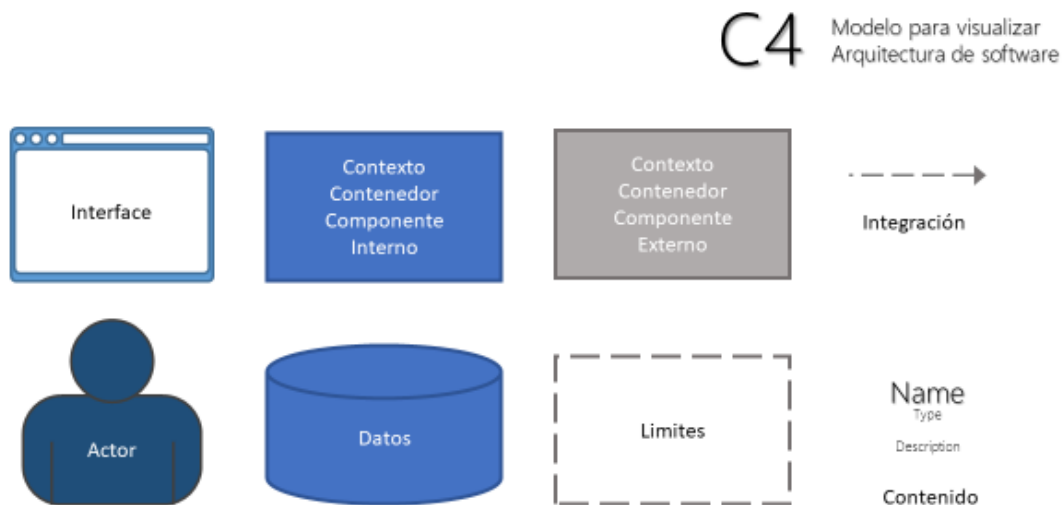 C4
Modelo para visualizar
Arquitectura de software
Interface
Contexto
Contenedor
Componente
Interno
Contexto
Contenedor
Componente
Externo
Integración
Actor
Datos
Limites
Name
Type
Description
Contenido